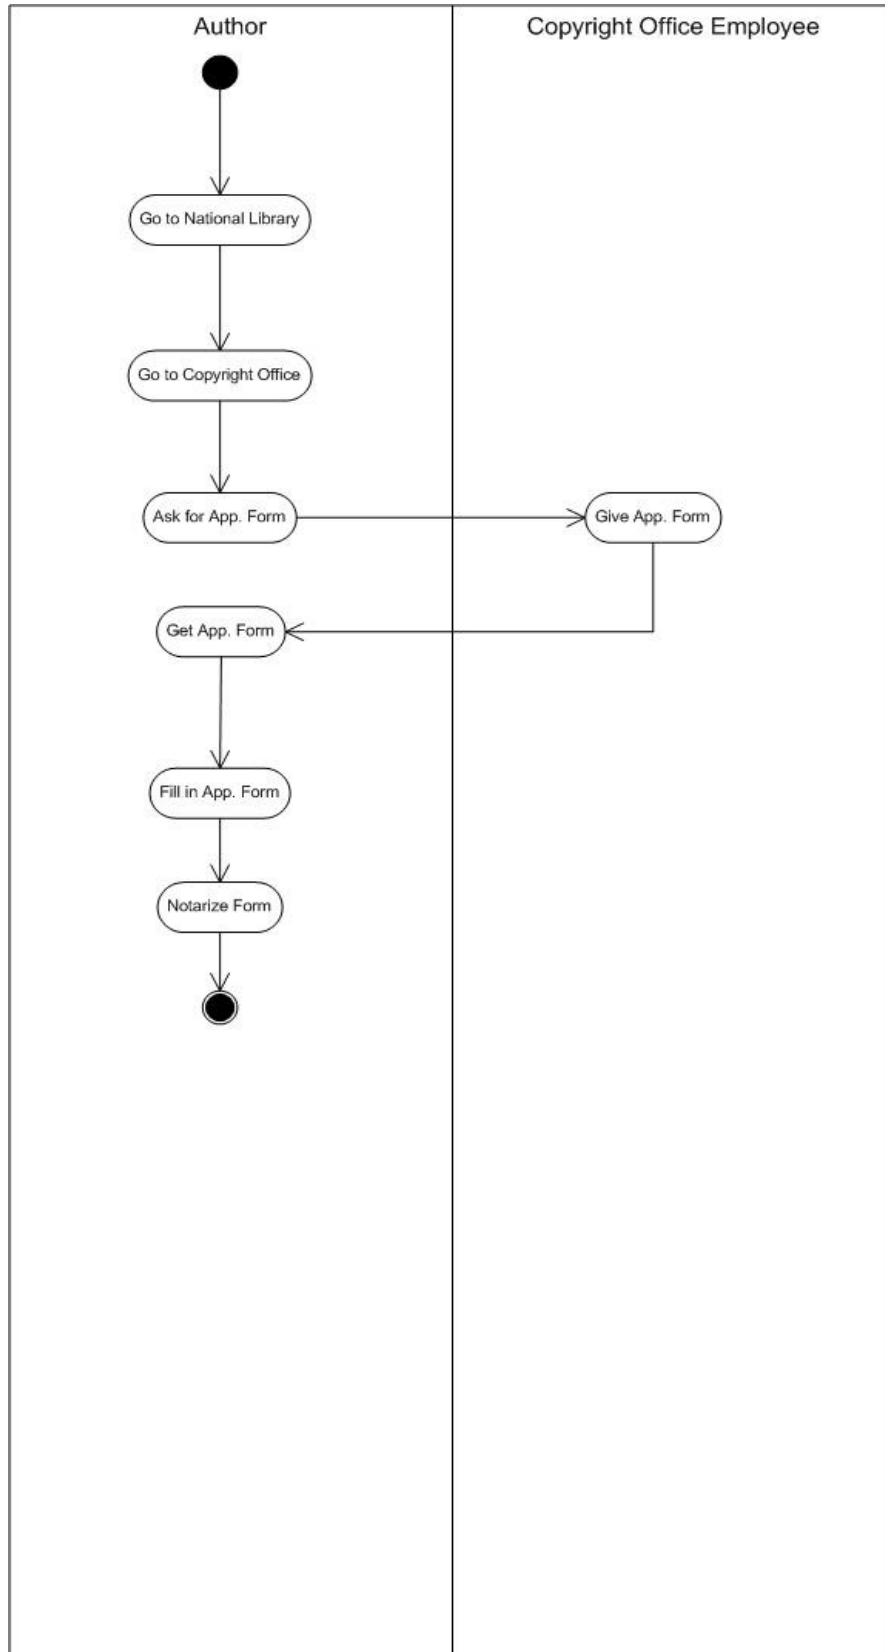 Author
Copyright Office Employee
Go to National Library
Go to Copyright Office
Ask for App. Form
Give App. Form
Get App. Form
Fill in App. Form
Notarize Form